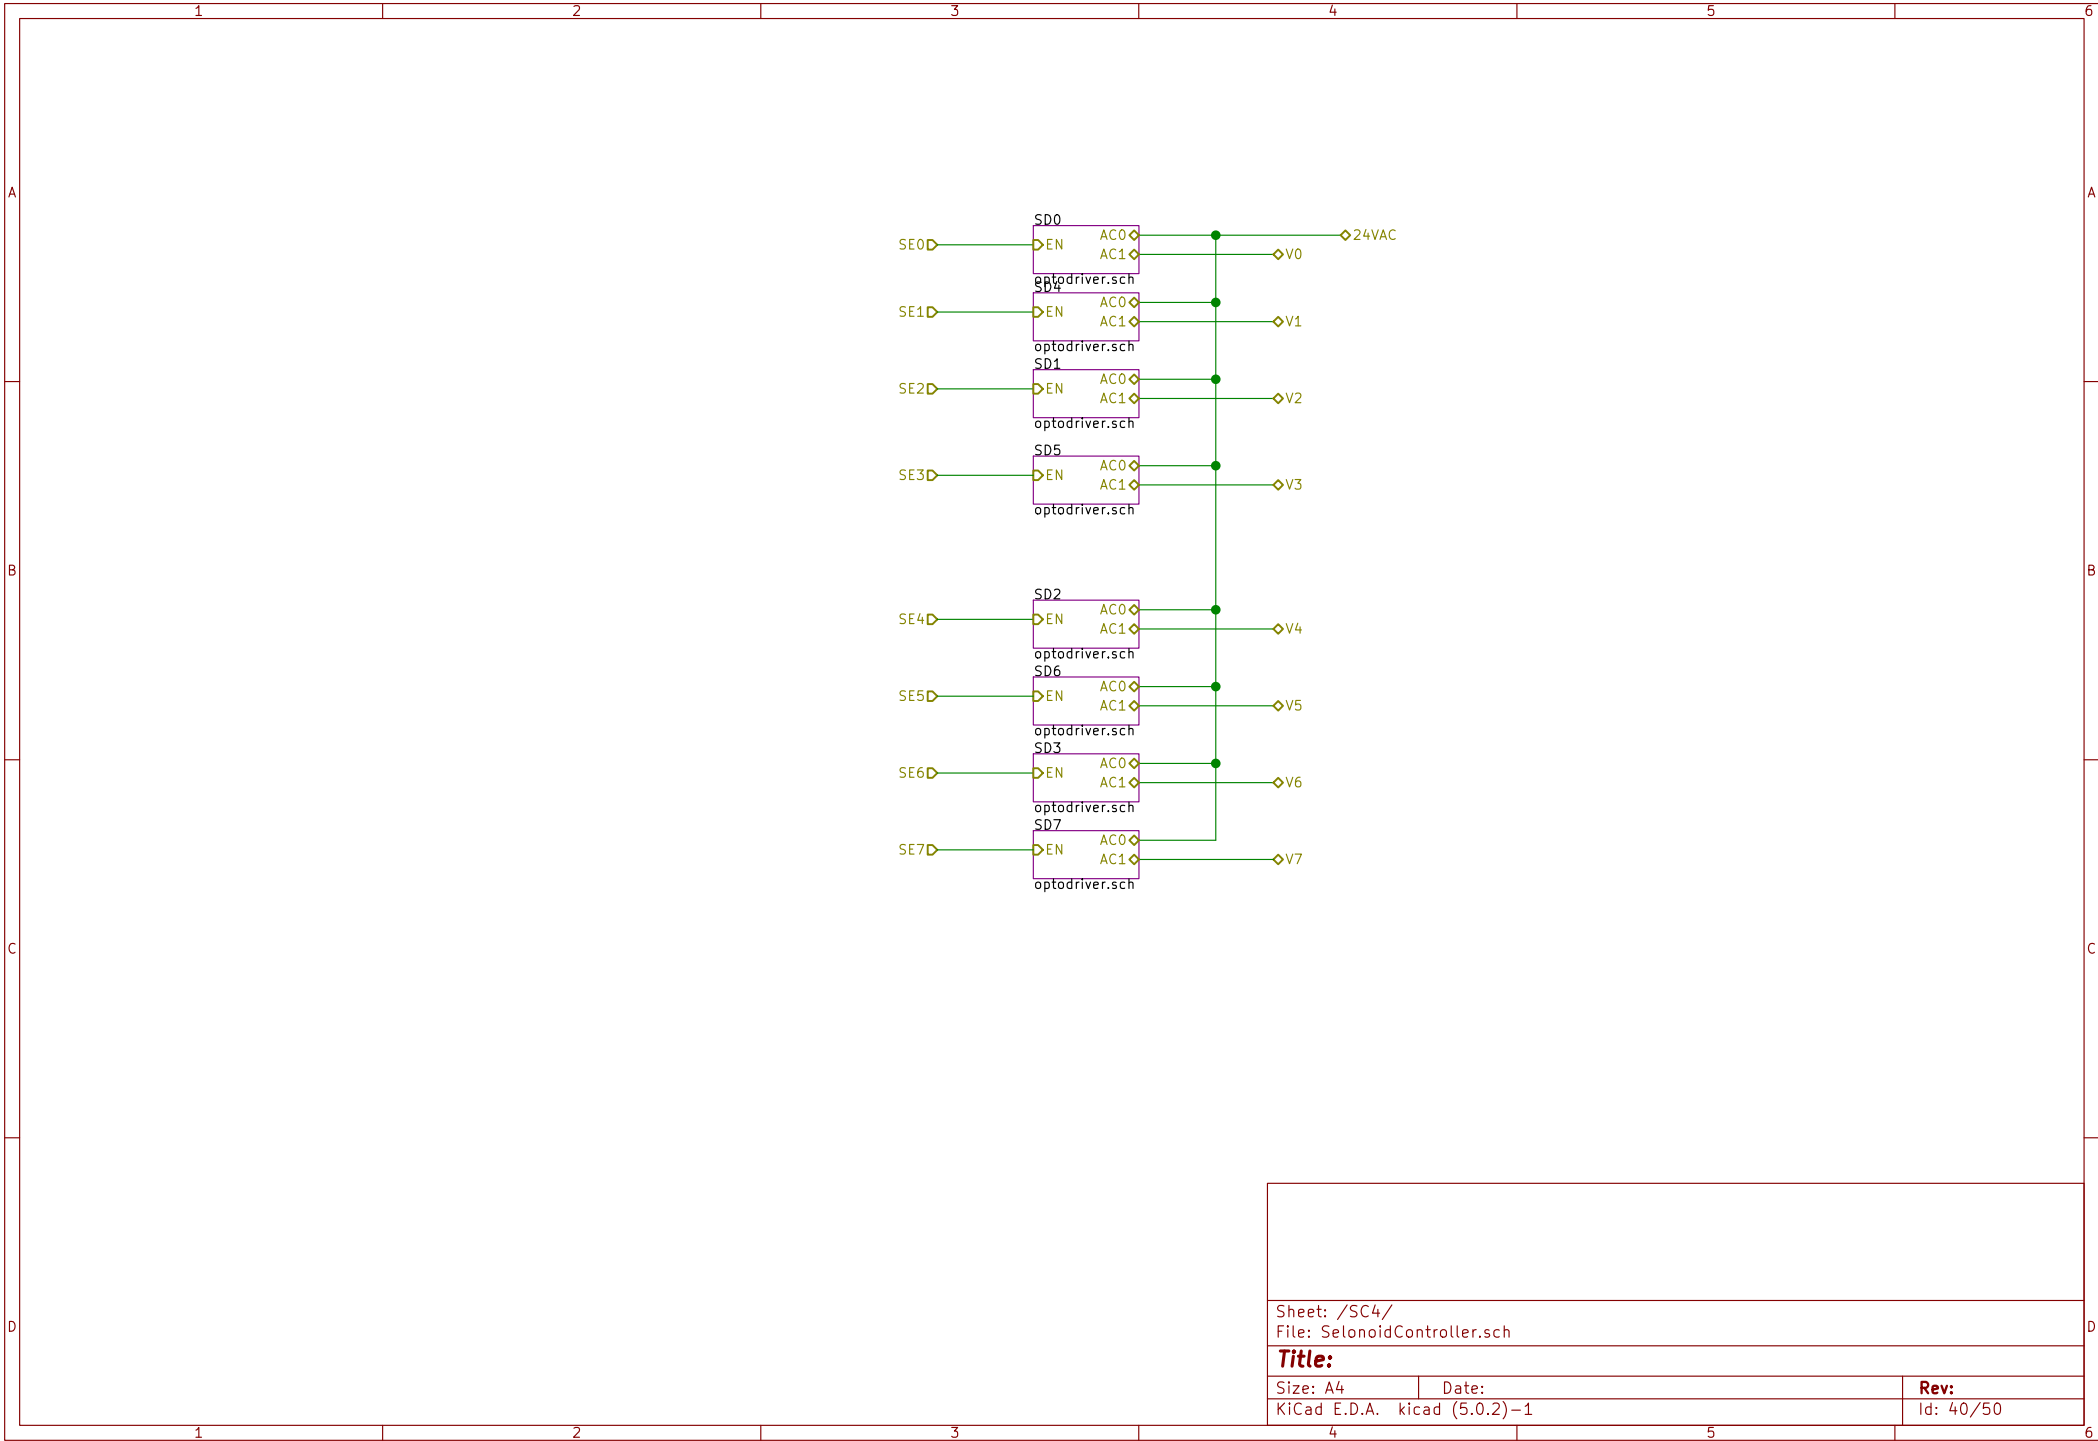 1 2 3 4 5 6
A A
SD0
AC0 24VAC
SE0 EN
AC1 V0
optodriver.sch
SD4
AC0
SE1 EN
AC1 V1
optodriver.sch
SD1
AC0
SE2 EN
AC1 V2
optodriver.sch
SD5
AC0
SE3 EN
AC1 V3
optodriver.sch
B B
SD2
AC0
SE4 EN
AC1 V4
optodriver.sch
SD6
AC0
SE5 EN
AC1 V5
optodriver.sch
SD3
AC0
SE6 EN
AC1 V6
optodriver.sch
SD7
AC0
SE7 EN
AC1 V7
optodriver.sch
C C
Sheet: /SC4/
File: SelonoidController.sch
D D
Title:
Size: A4 Date: Rev:
KiCad E.D.A. kicad (5.0.2)-1 Id: 40/50
1 2 3 4 5 6